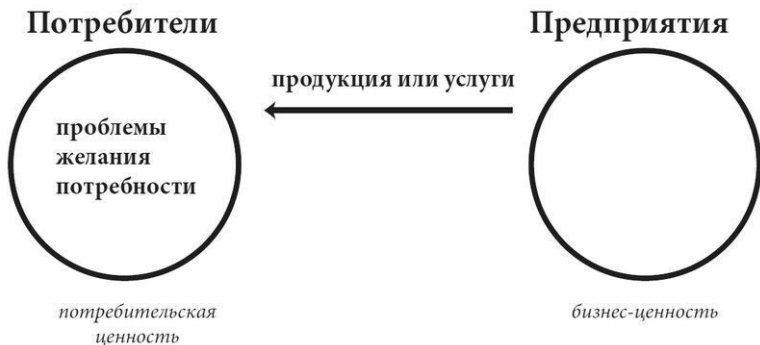 Потребители
Предприятия
продукция или услуги
проблемы
желания
потребности
потребительская
ценность
бизнес-ценность